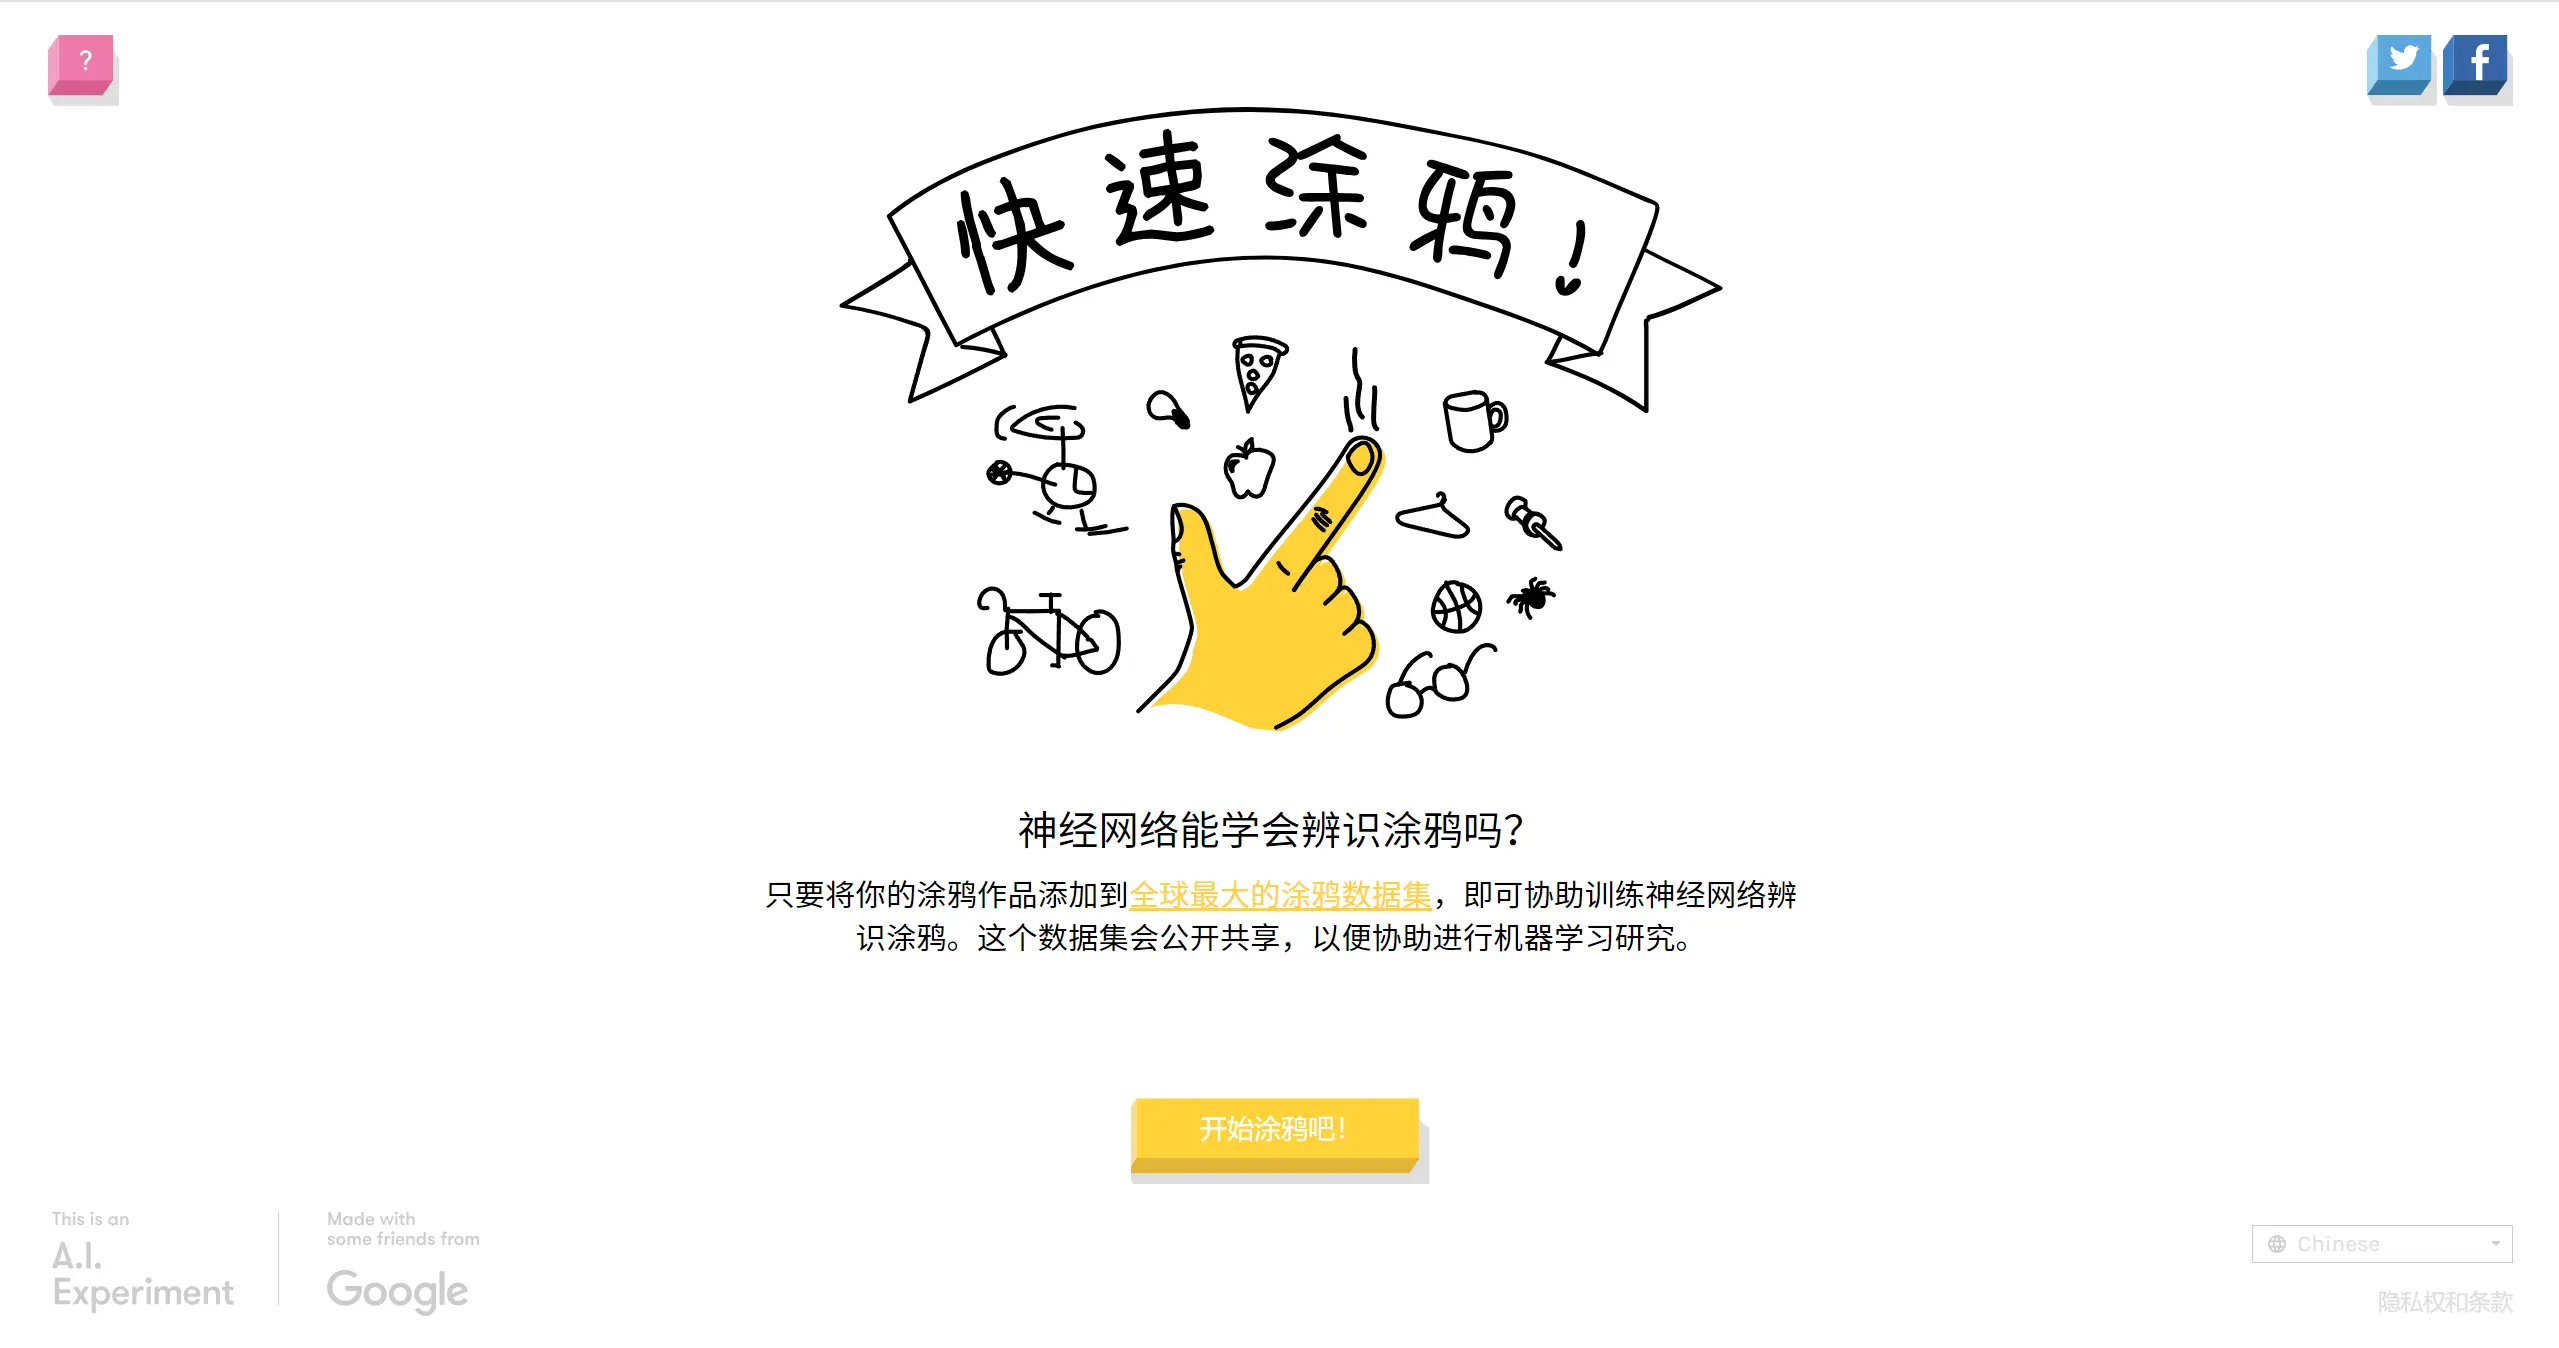 ?
快速涂鸦!
神经网络能学会辨识涂鸦吗？
只要将你的涂鸦作品添加到全球最大的涂鸦数据集，即可协助训练神经网络辨
识涂鸦。这个数据集会公开共享，以便协助进行机器学习研究。
开始涂鸦吧！
This is an
A.I.
Experiment
Made with
some friends from
Google
Chinese
隐私权和条款